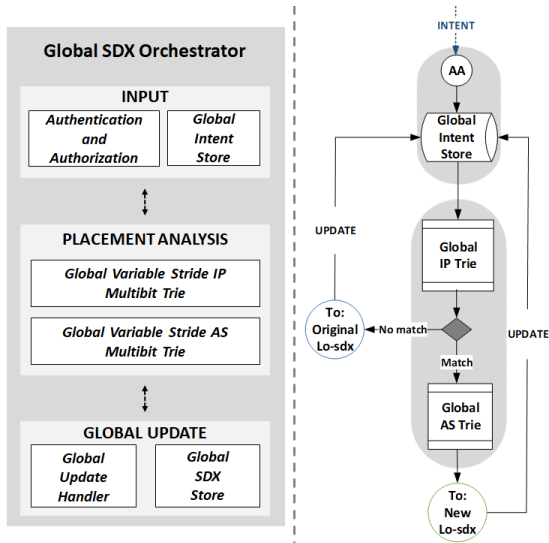 Global SDX Orchestrator
INPUT
Authentication
and
Authorization
Global
Intent
Store
PLACEMENT ANALYSIS
Global Variable Stride IP
Multibit Trie
Global Variable Stride AS
Multibit Trie
GLOBAL UPDATE
Global
Update
Handler
Global
SDX
Store
INTENT
AA
Global
Intent
Store
UPDATE
Global
IP Trie
To:
Original
Lo-sdx
No match
UPDATE
Match
Global
AS Trie
To:
New
Lo-sdx